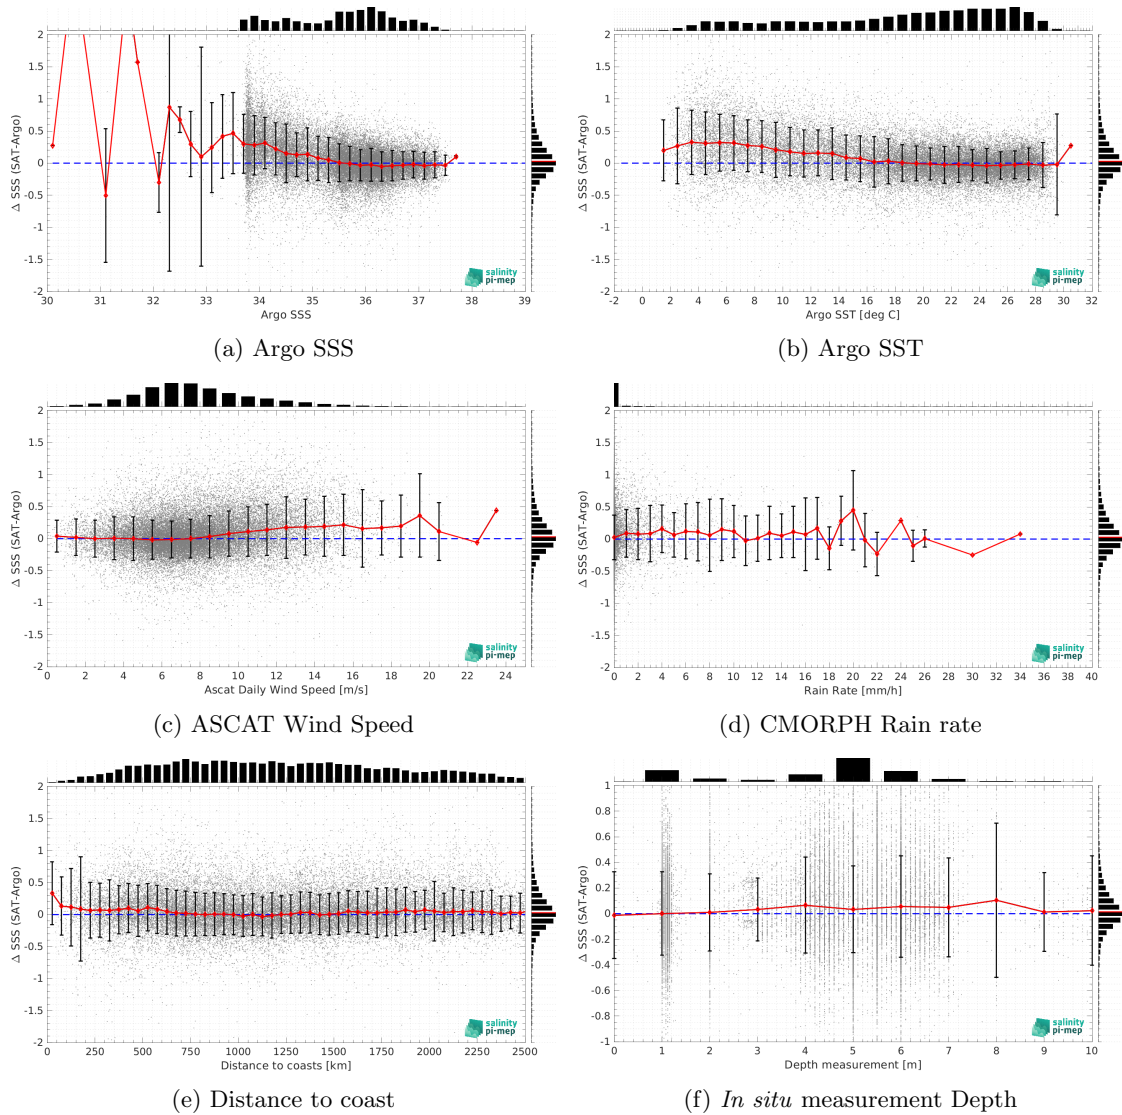 2
1.5
1
0.5
0
-0.5
-1
-1.5
-2
Δ SSS (SAT-Argo)
30 31 32 33 34 35 36 37 38 39
Argo SSS
salinity
pi-mep
(a) Argo SSS
2
1.5
1
0.5
0
-0.5
-1
-1.5
-2
Δ SSS (SAT-Argo)
-2 0 2 4 6 8 10 12 14 16 18 20 22 24 26 28 30 32
Argo SST [deg C]
salinity
pi-mep
(b) Argo SST
2
1.5
1
0.5
0
-0.5
-1
-1.5
-2
Δ SSS (SAT-Argo)
0 2 4 6 8 10 12 14 16 18 20 22 24
Ascat Daily Wind Speed [m/s]
salinity
pi-mep
(c) ASCAT Wind Speed
2
1.5
1
0.5
0
-0.5
-1
-1.5
-2
Δ SSS (SAT-Argo)
0 2 4 6 8 10 12 14 16 18 20 22 24 26 28 30 32 34 36 38 40
Rain Rate [mm/h]
salinity
pi-mep
(d) CMORPH Rain rate
2
1.5
1
0.5
0
-0.5
-1
-1.5
-2
Δ SSS (SAT-Argo)
0 250 500 750 1000 1250 1500 1750 2000 2250 2500
Distance to coasts [km]
salinity
pi-mep
(e) Distance to coast
1
0.8
0.6
0.4
0.2
0
-0.2
-0.4
-0.6
-0.8
-1
Δ SSS (SAT-Argo)
0 1 2 3 4 5 6 7 8 9 10
Depth measurement [m]
salinity
pi-mep
(f) In situ measurement Depth